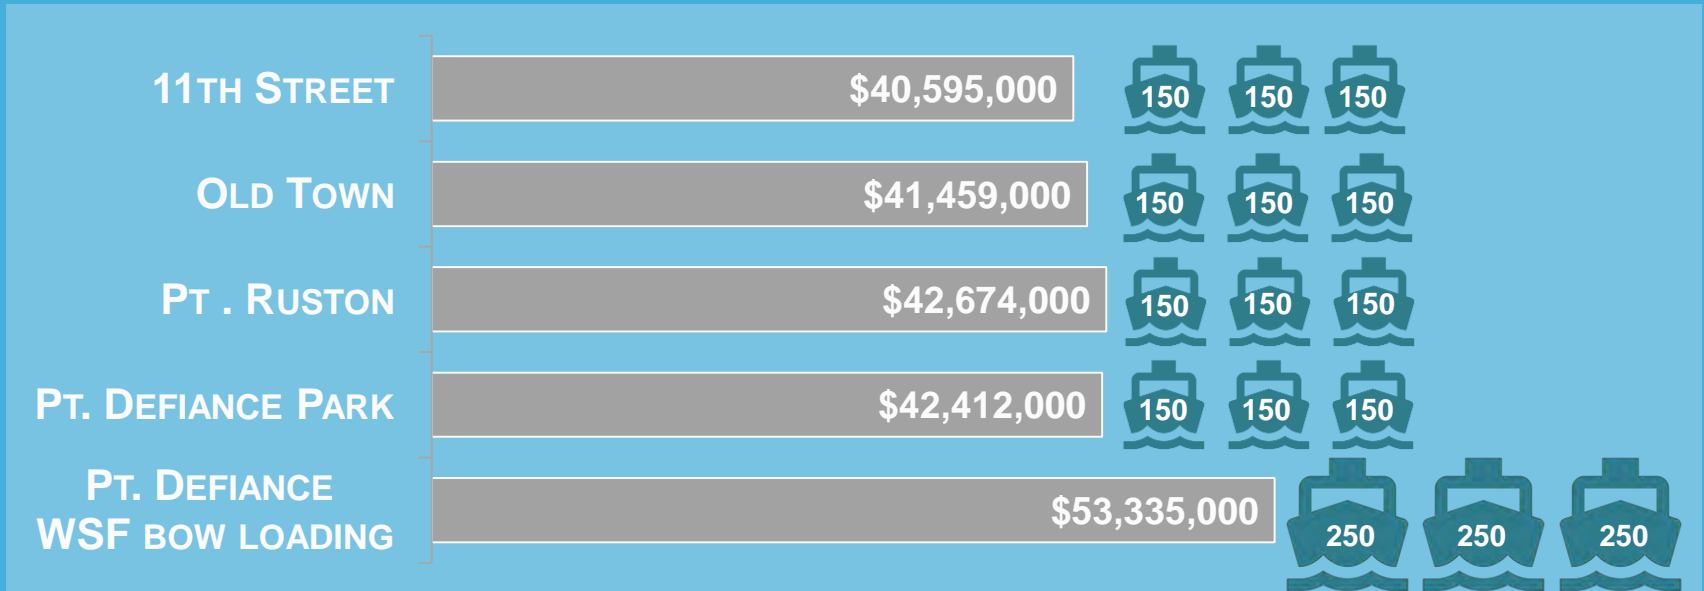 11TH STREET
$40,595,000
150 150 150
OLD TOWN
$41,459,000
150 150 150
PT . RUSTON
$42,674,000
150 150 150
PT. DEFIANCE PARK
$42,412,000
150 150 150
PT. DEFIANCE
WSF BOW LOADING
$53,335,000
250 250 250